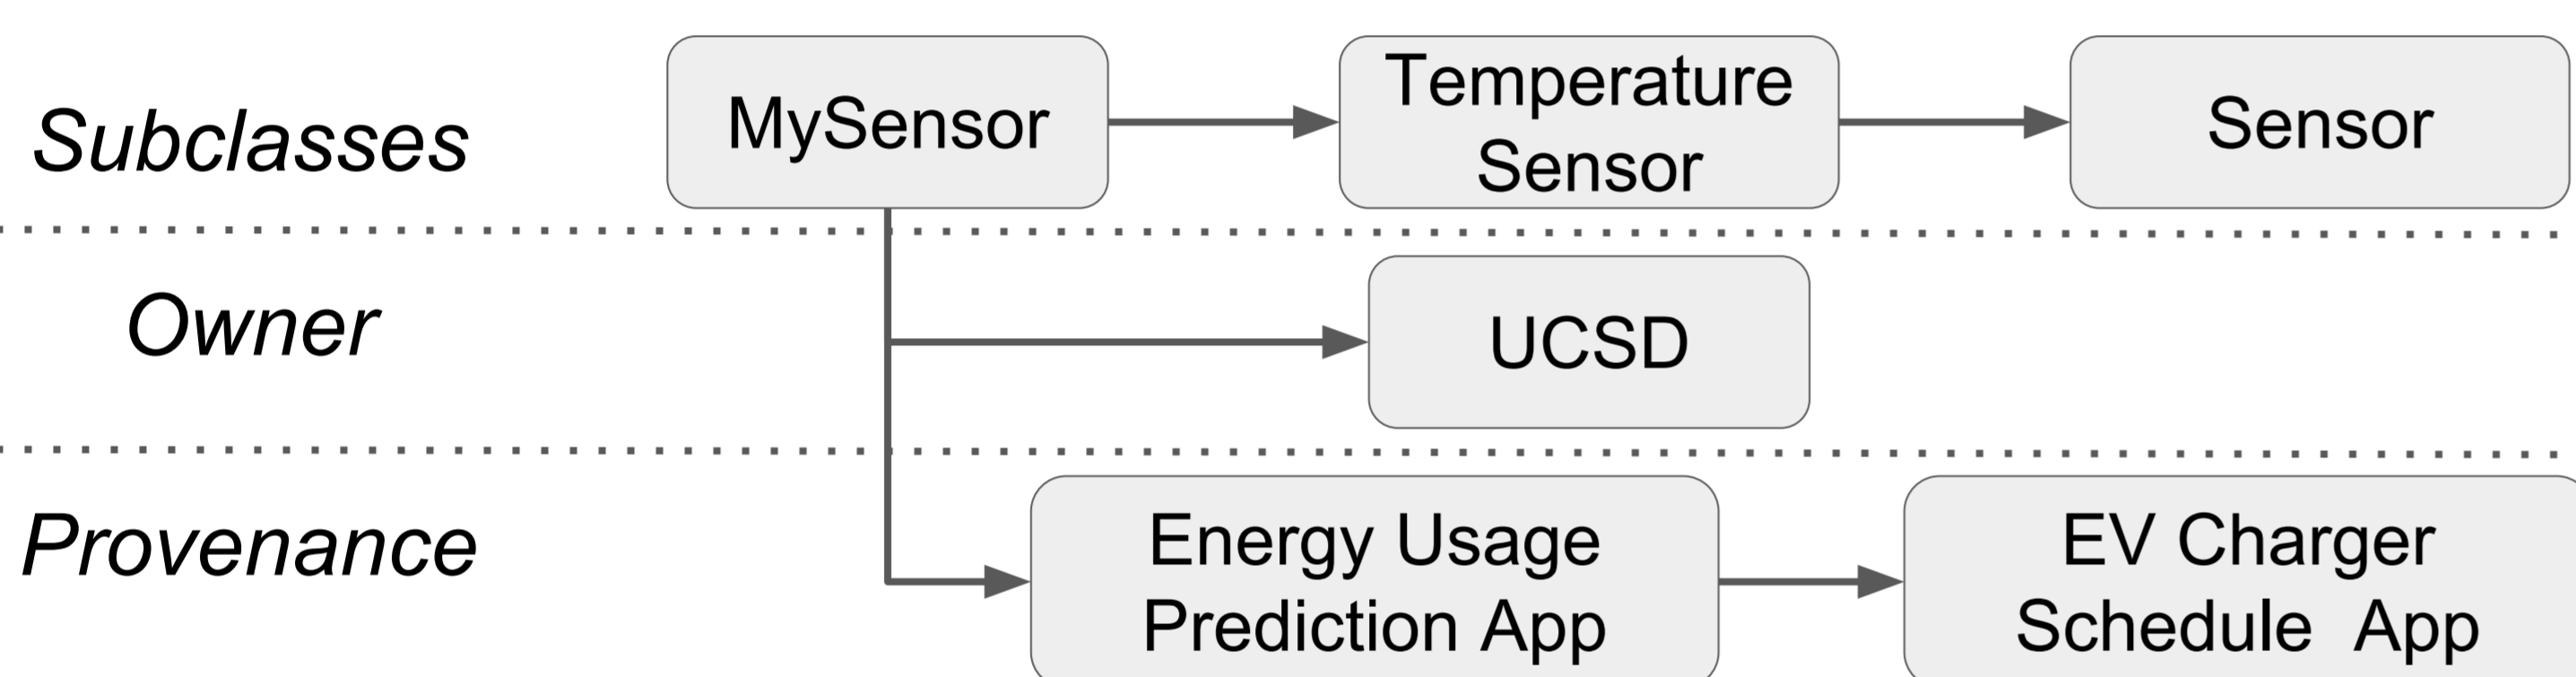 Subclasses
MySensor
Temperature
Sensor
Sensor
Owner
UCSD
Provenance
Energy Usage
Prediction App
EV Charger
Schedule App